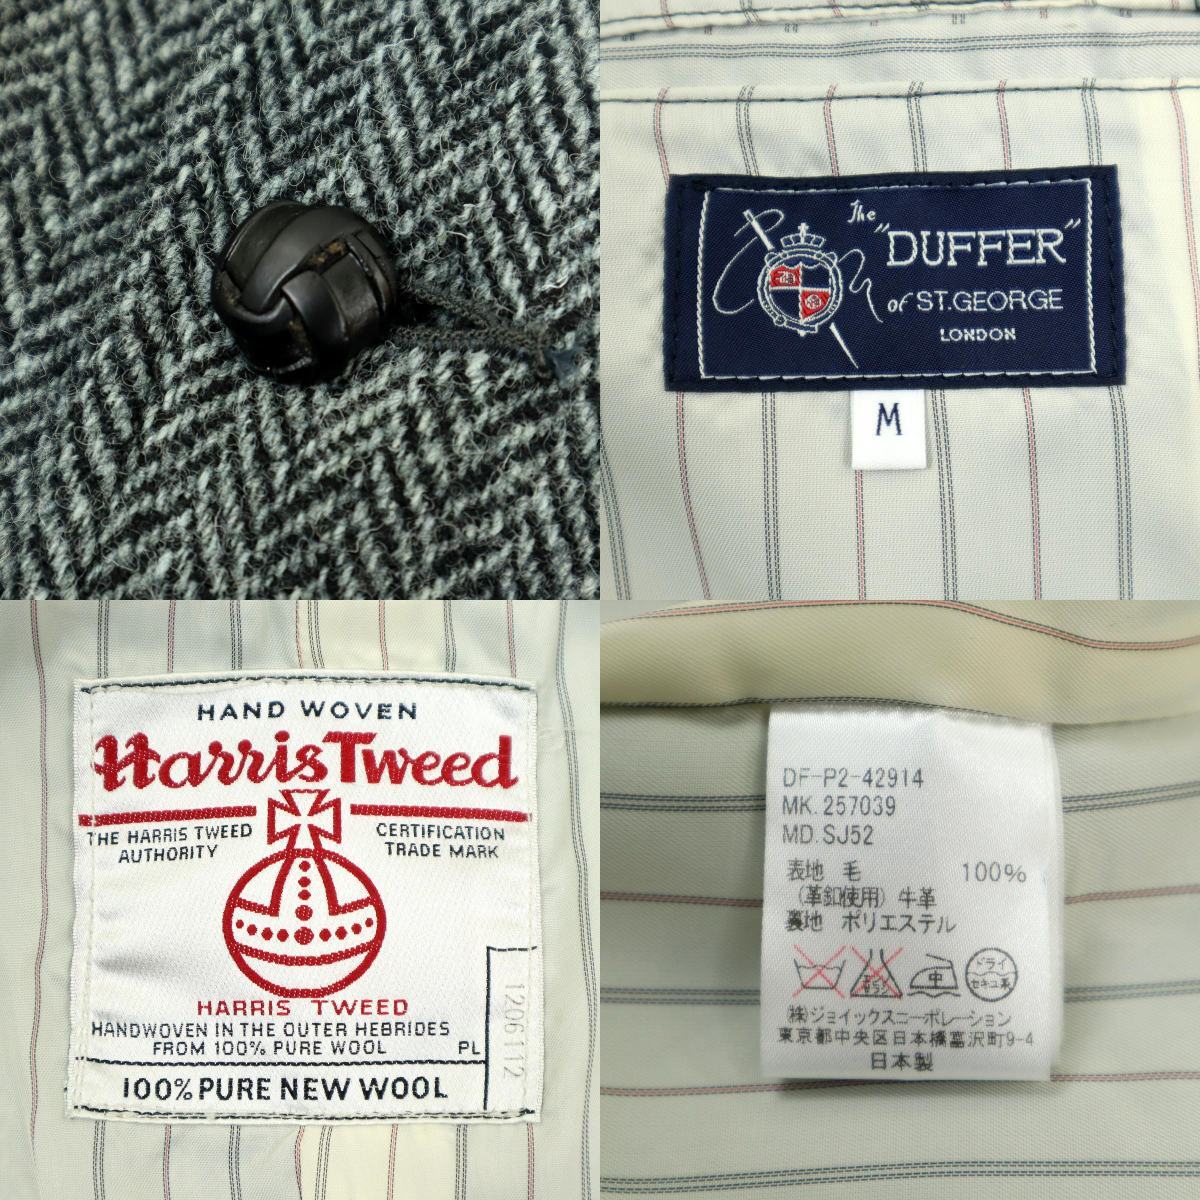 The
"DUFFER"
of ST.GEORGE
LONDON
M
HAND WOVEN
Harris Tweed
THE HARRIS TWEED AUTHORITY
CERTIFICATION TRADE MARK
HARRIS TWEED
HANDWOVEN IN THE OUTER HEBRIDES
FROM 100% PURE WOOL PL
1206112
100% PURE NEW WOOL
DF-P2-42914
MK.257039
MD.SJ52
表地 毛 100%
(革釦使用) 牛革
裏地 ポリエステル
エンソ
中
ドライ
セキユ系
(株)ジョイックスコーポレーション
東京都中央区日本橋富沢町9-4
日本製